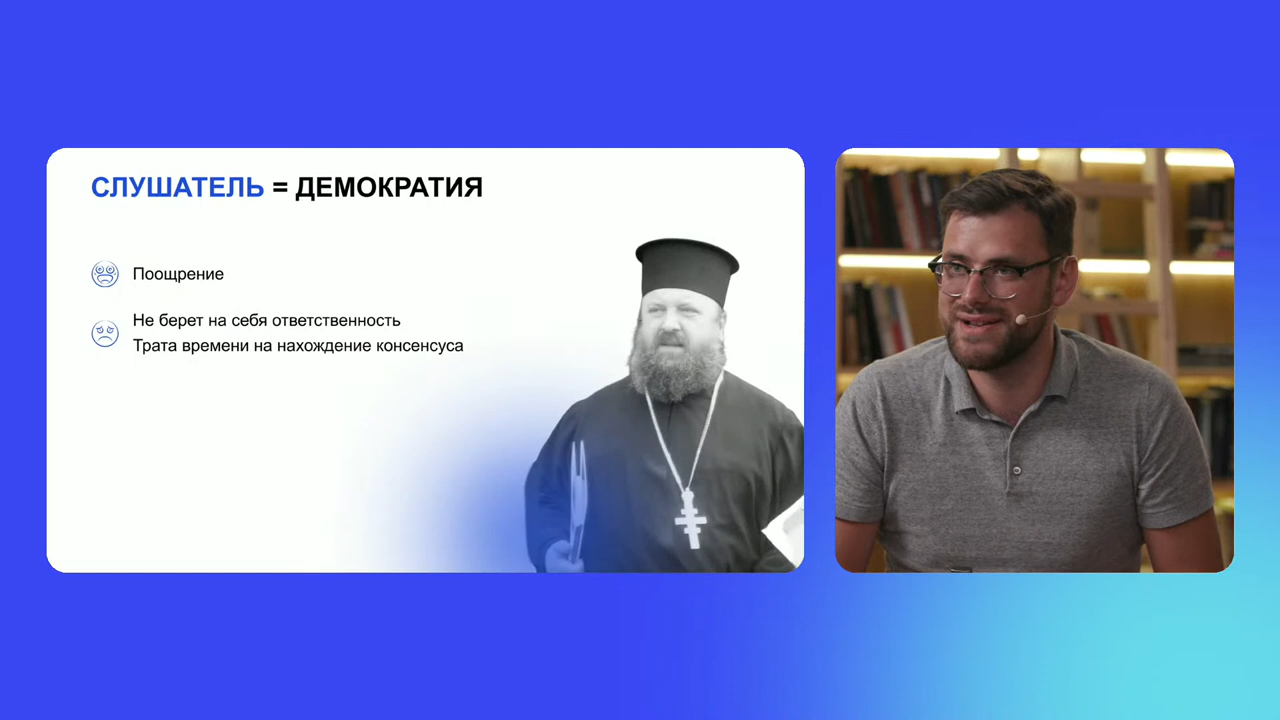 СЛУШАТЕЛЬ = ДЕМОКРАТИЯ
Поощрение
Не берет на себя ответственность
Трата времени на нахождение консенсуса